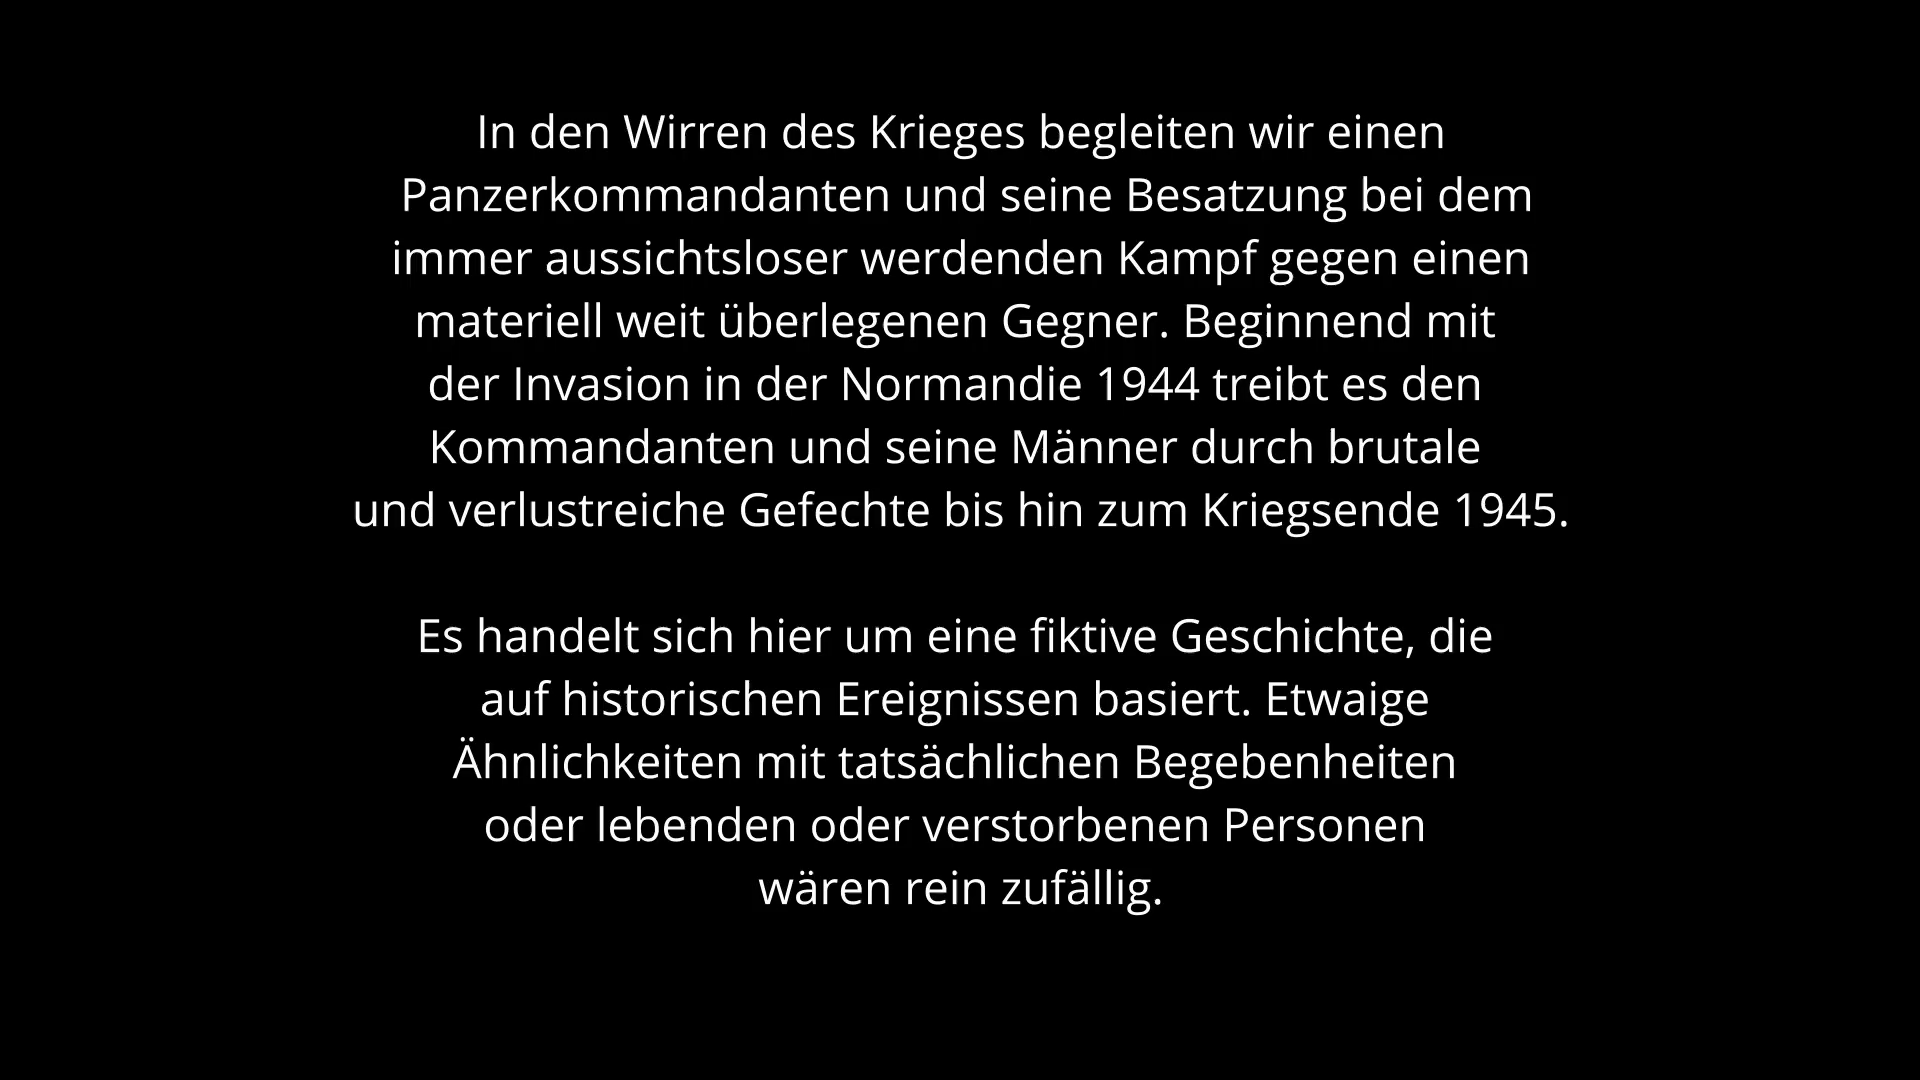 In den Wirren des Krieges begleiten wir einen
Panzerkommandanten und seine Besatzung bei dem
immer aussichtsloser werdenden Kampf gegen einen
materiell weit überlegenen Gegner. Beginnend mit
der Invasion in der Normandie 1944 treibt es den
Kommandanten und seine Männer durch brutale
und verlustreiche Gefechte bis hin zum Kriegsende 1945.
Es handelt sich hier um eine fiktive Geschichte, die
auf historischen Ereignissen basiert. Etwaige
Ähnlichkeiten mit tatsächlichen Begebenheiten
oder lebenden oder verstorbenen Personen
wären rein zufällig.